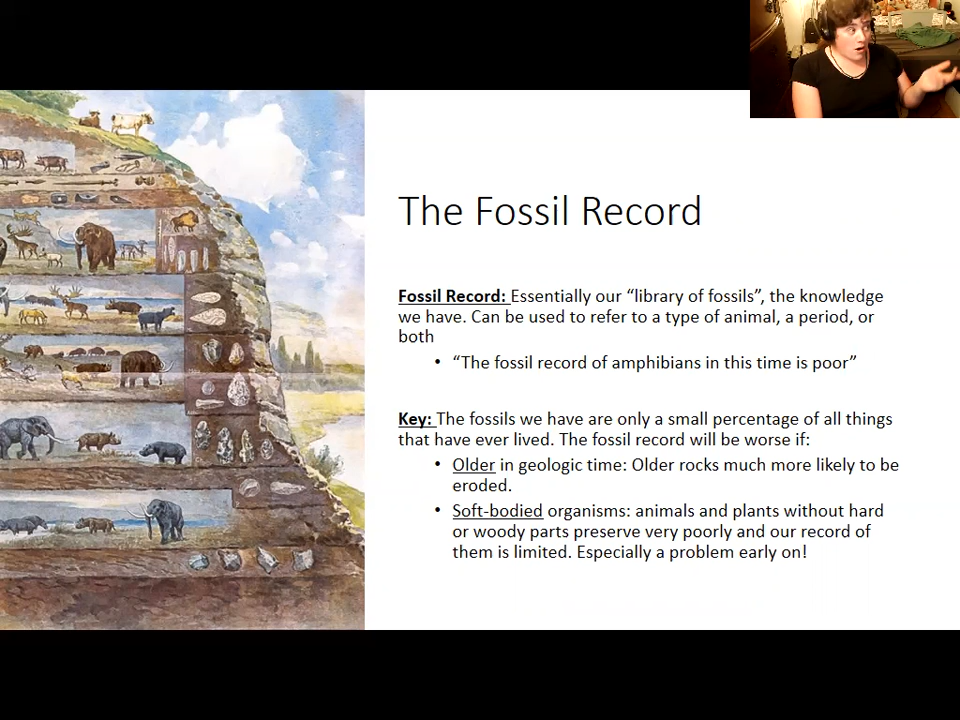 The Fossil Record
Fossil Record: Essentially our “library of fossils”, the knowledge
we have. Can be used to refer to a type of animal, a period, or
both
• “The fossil record of amphibians in this time is poor”
Key: The fossils we have are only a small percentage of all things
that have ever lived. The fossil record will be worse if:
• Older in geologic time: Older rocks much more likely to be
eroded.
• Soft-bodied organisms: animals and plants without hard
or woody parts preserve very poorly and our record of
them is limited. Especially a problem early on!